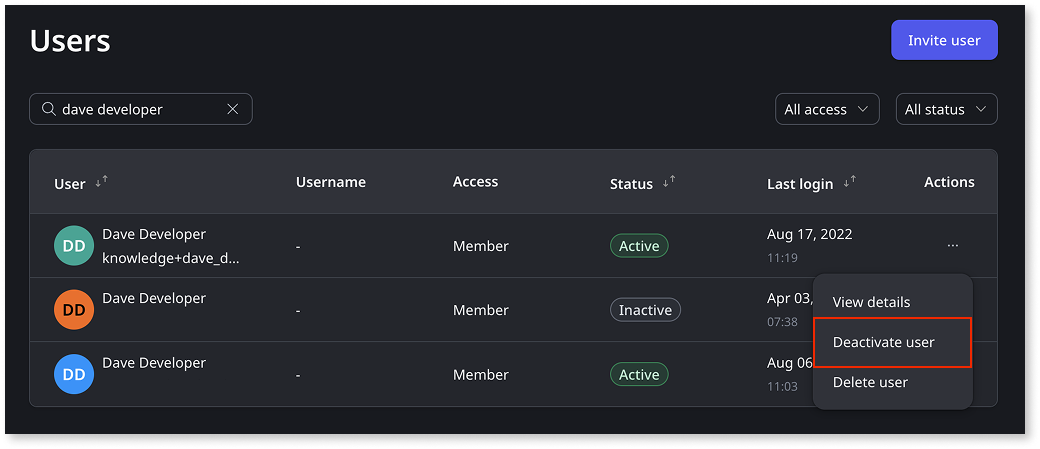 Users
Invite user
dave developer
All access
All status
User
Username
Access
Status
Last login
Actions
DD
Dave Developer
knowledge+dave_d...
-
Member
Active
Aug 17, 2022
11:19
...
DD
Dave Developer
-
Member
Inactive
Apr 03,
07:38
DD
Dave Developer
-
Member
Active
Aug 06
11:03
View details
Deactivate user
Delete user